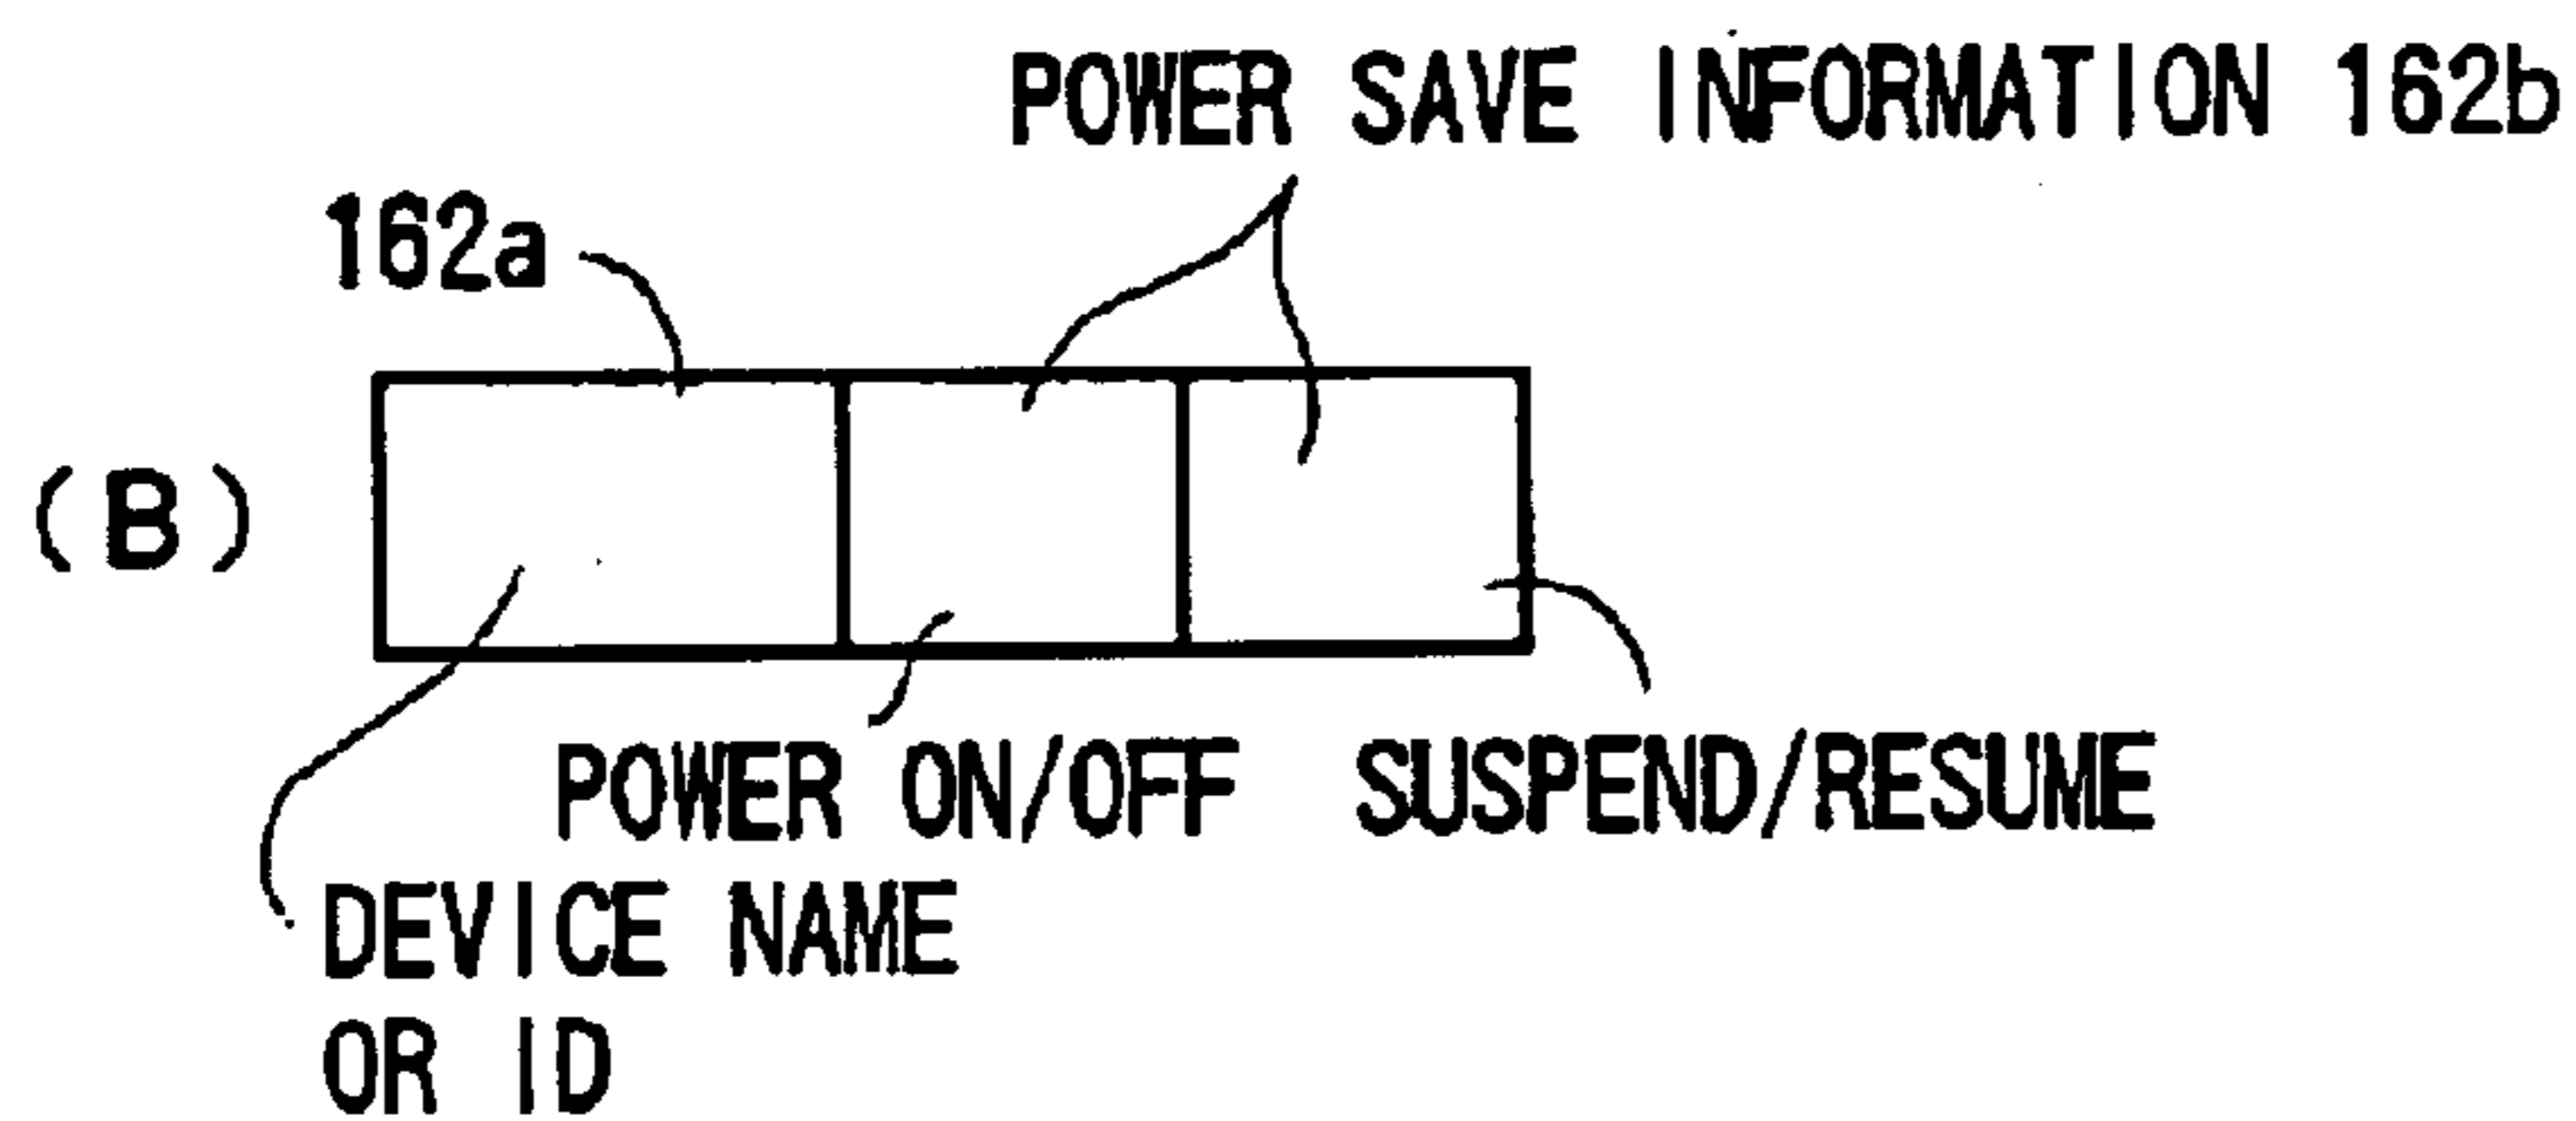 POWER SAVE INFORMATION 162b
162a
(B)
POWER ON/OFF
SUSPEND/RESUME
DEVICE NAME
OR ID